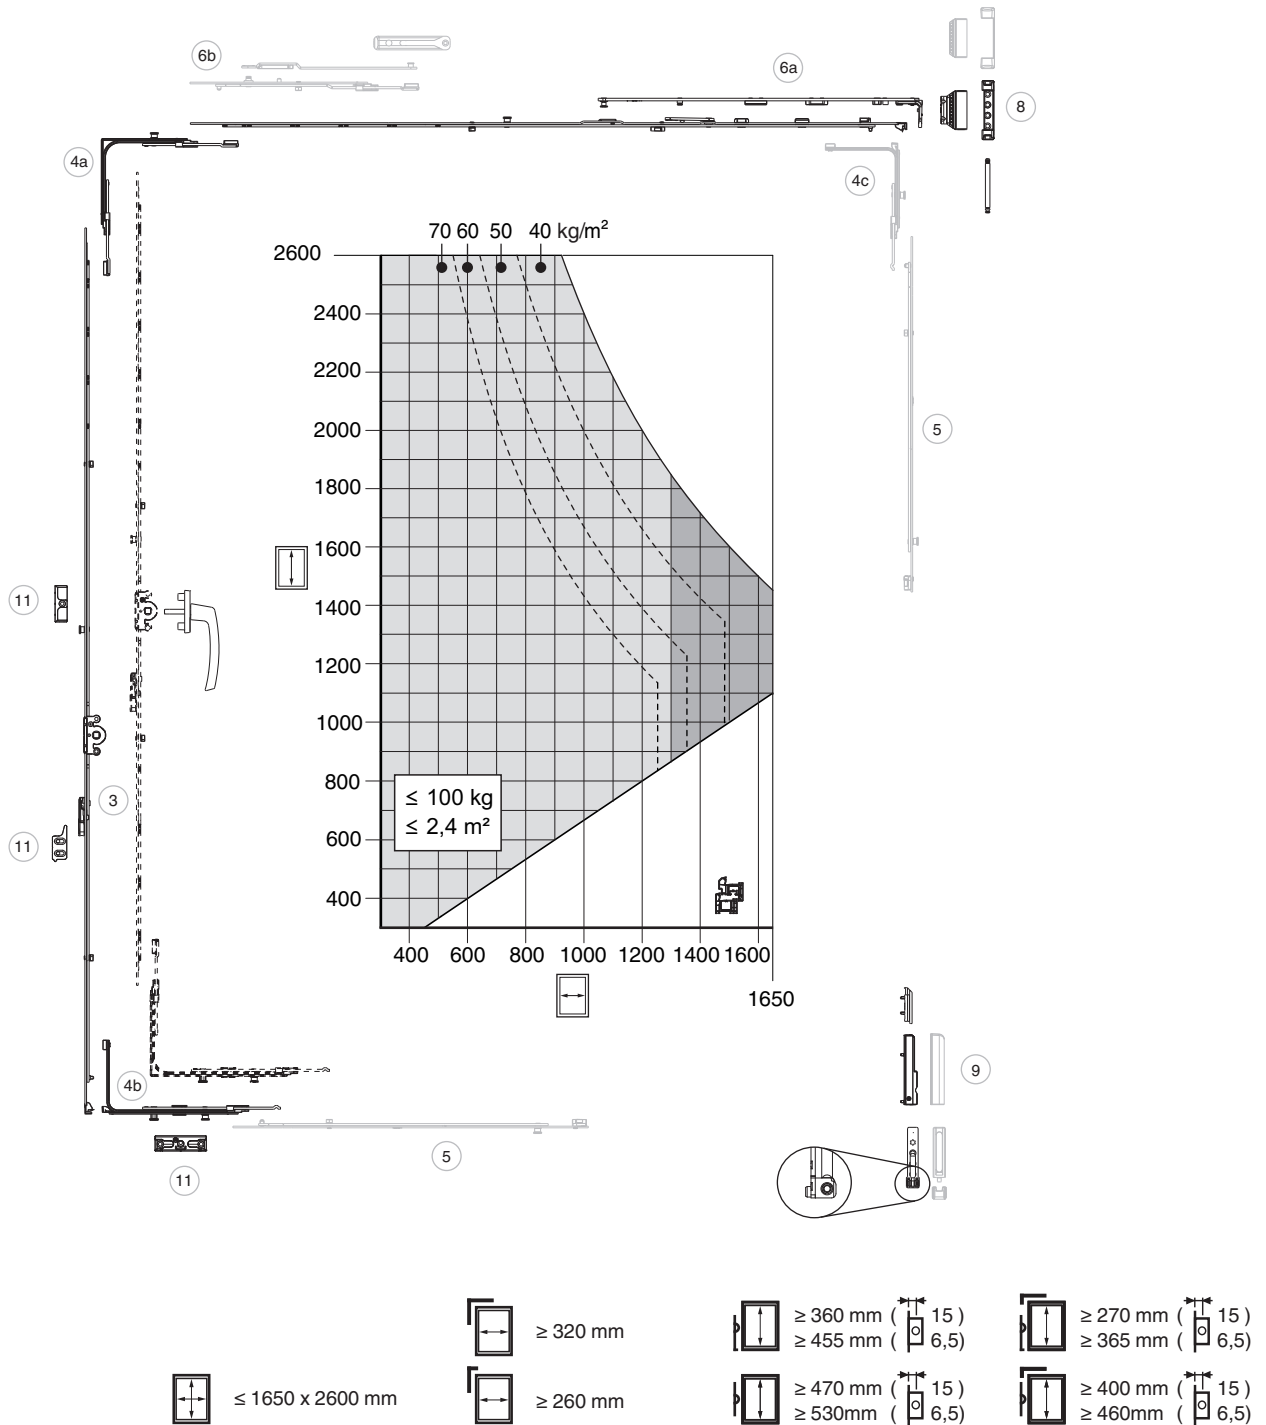 6b
6a
8
4a
4c
70 60 50 40 kg/m²
2600
2400
2200
2000
5
1800
1600
11
1400
1200
1000
800
3
≤ 100 kg
≤ 2,4 m²
11
600
400
400 600 800 1000 1200 1400 1600
1650
9
4b
5
11
≥ 320 mm
≥ 360 mm ( 15 )
≥ 455 mm ( 6,5)
≥ 270 mm ( 15 )
≥ 365 mm ( 6,5)
≤ 1650 x 2600 mm
≥ 260 mm
≥ 470 mm ( 15 )
≥ 530mm ( 6,5)
≥ 400 mm ( 15 )
≥ 460mm ( 6,5)